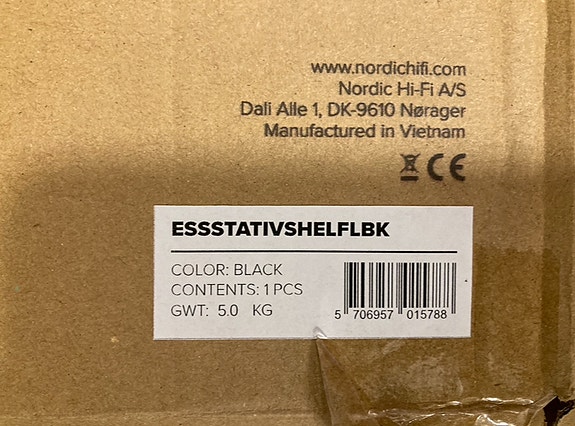 www.nordichifi.com
Nordic Hi-Fi A/S
Dali Alle 1, DK-9610 Nørager
Manufactured in Vietnam
CE
ESSSTATIVSHELFLBK
COLOR: BLACK
CONTENTS: 1 PCS
GWT: 5.0 KG
5 706957 015788